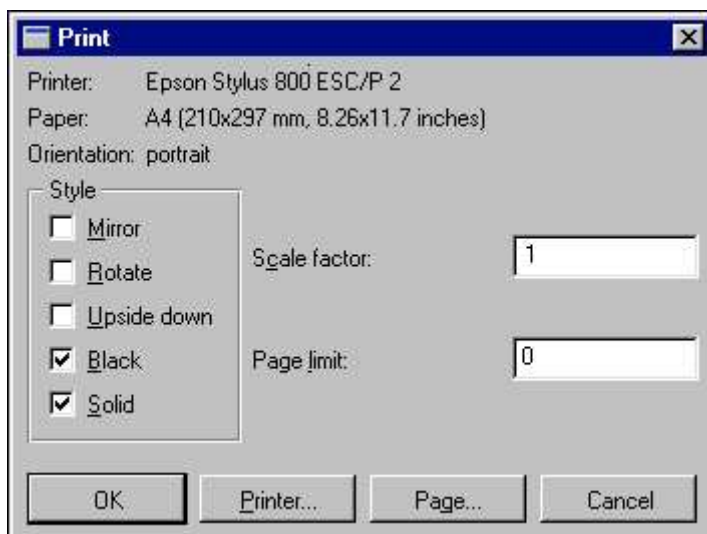 Print
Printer: Epson Stylus 800 ESC/P 2
Paper: A4 (210x297 mm, 8.26x11.7 inches)
Orientation: portrait
Style
Mirror
Rotate
Upside down
Black
Solid
Scale factor: 1
Page limit: 0
OK Printer... Page... Cancel